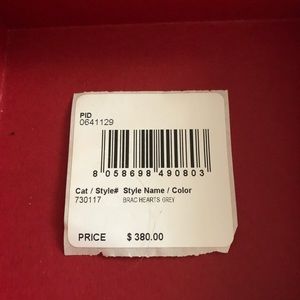 PID
0641129
8 058698 490803
Cat / Style# Style Name / Color
730117 BRAC HEARTS GREY
PRICE $ 380.00